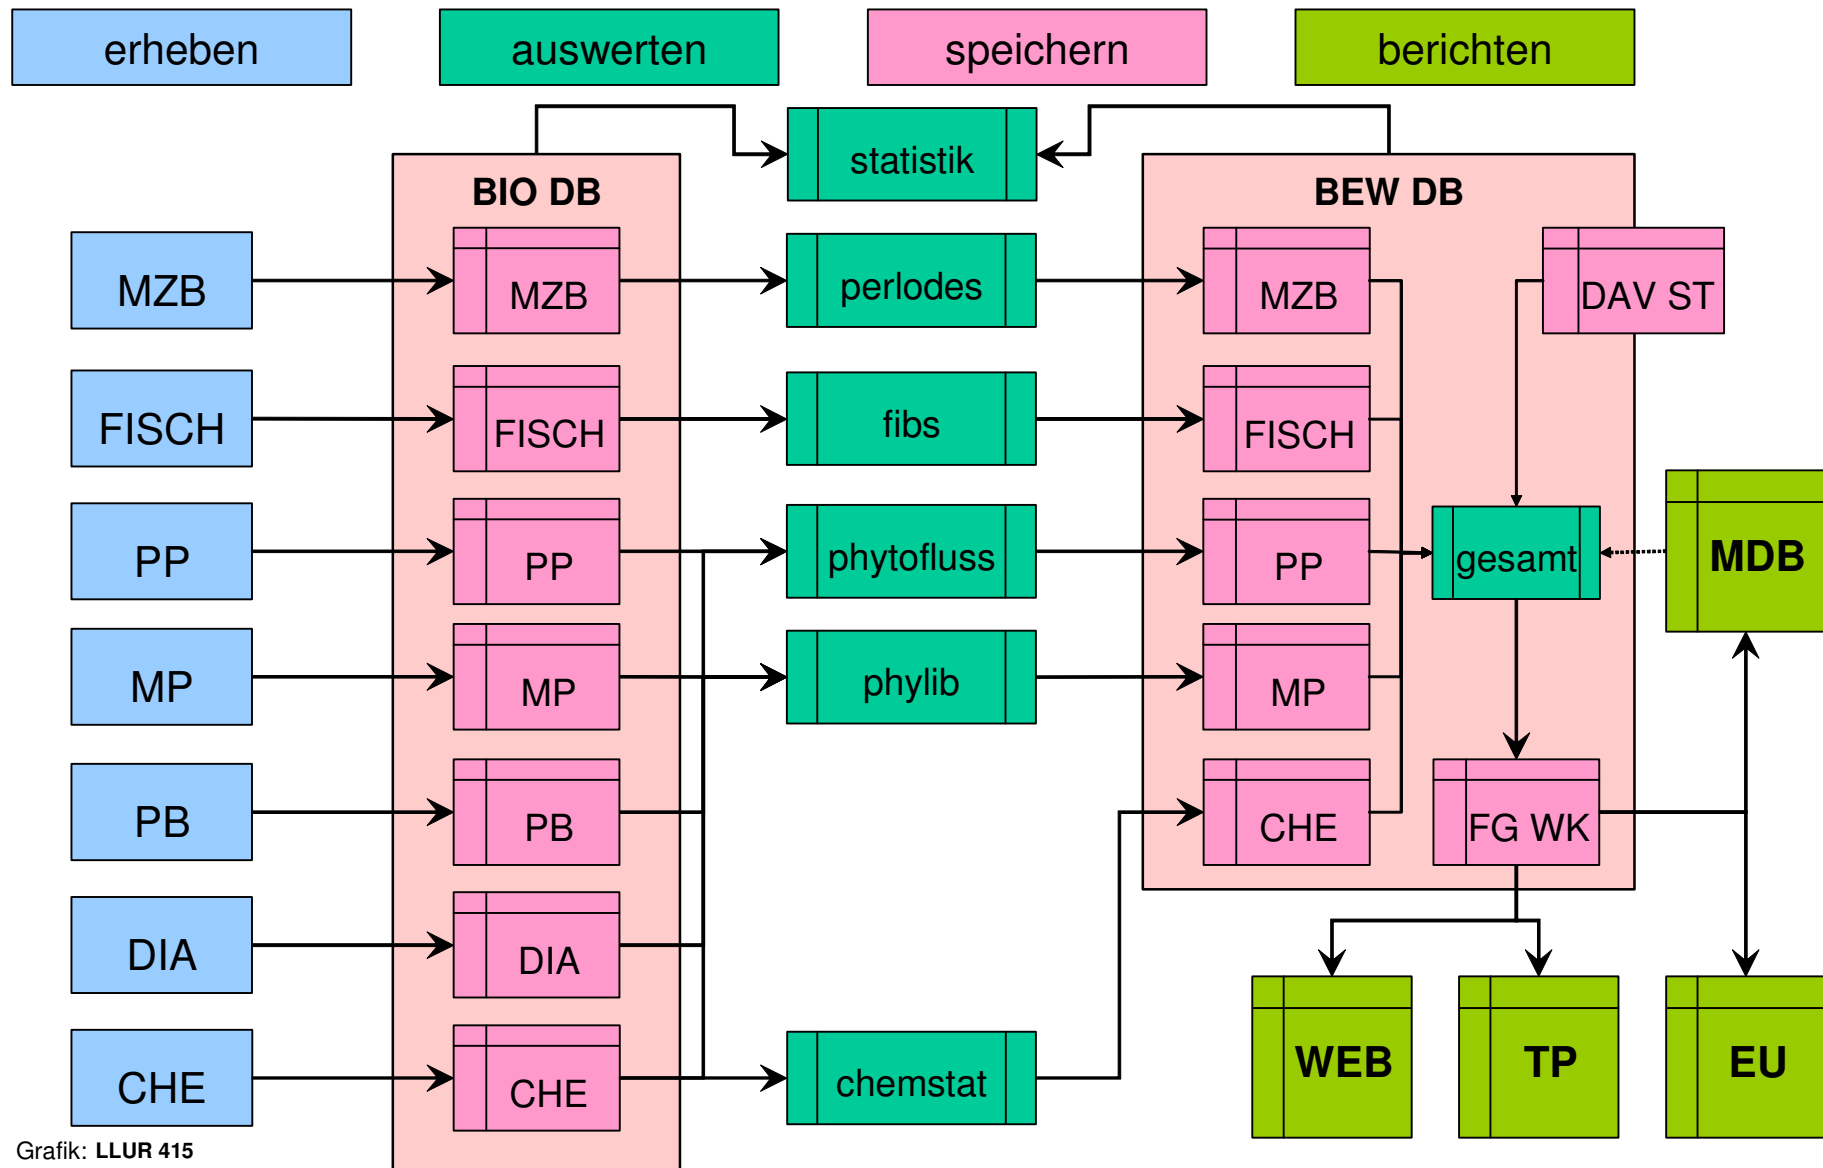 erheben
auswerten
speichern
berichten
statistik
BIO DB
BEW DB
MZB
MZB
perlodes
MZB
DAV ST
FISCH
FISCH
fibs
FISCH
PP
PP
phytofluss
PP
gesamt
MDB
MP
MP
phylib
MP
PB
PB
CHE
FG WK
DIA
DIA
CHE
CHE
chemstat
WEB
TP
EU
Grafik: LLUR 415